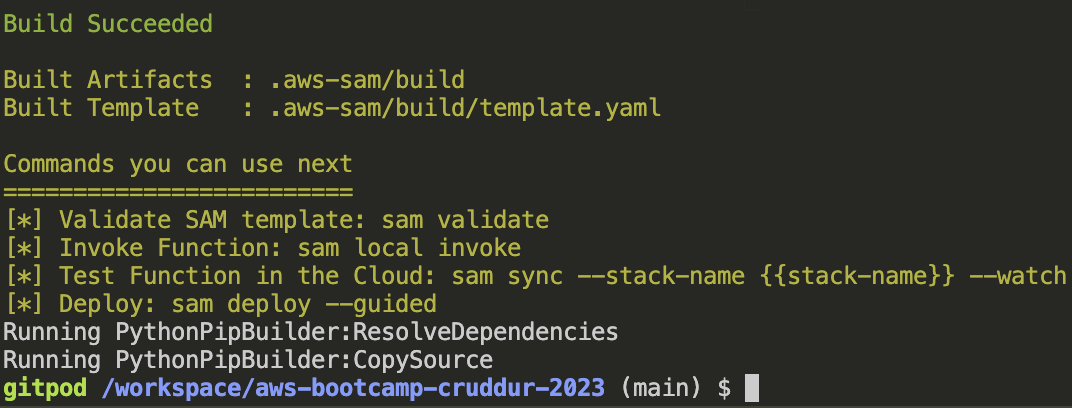 Build Succeeded
Built Artifacts  : .aws-sam/build
Built Template   : .aws-sam/build/template.yaml
Commands you can use next
=========================
[*] Validate SAM template: sam validate
[*] Invoke Function: sam local invoke
[*] Test Function in the Cloud: sam sync --stack-name {{stack-name}} --watch
[*] Deploy: sam deploy --guided
Running PythonPipBuilder:ResolveDependencies
Running PythonPipBuilder:CopySource
gitpod /workspace/aws-bootcamp-cruddur-2023 (main) $